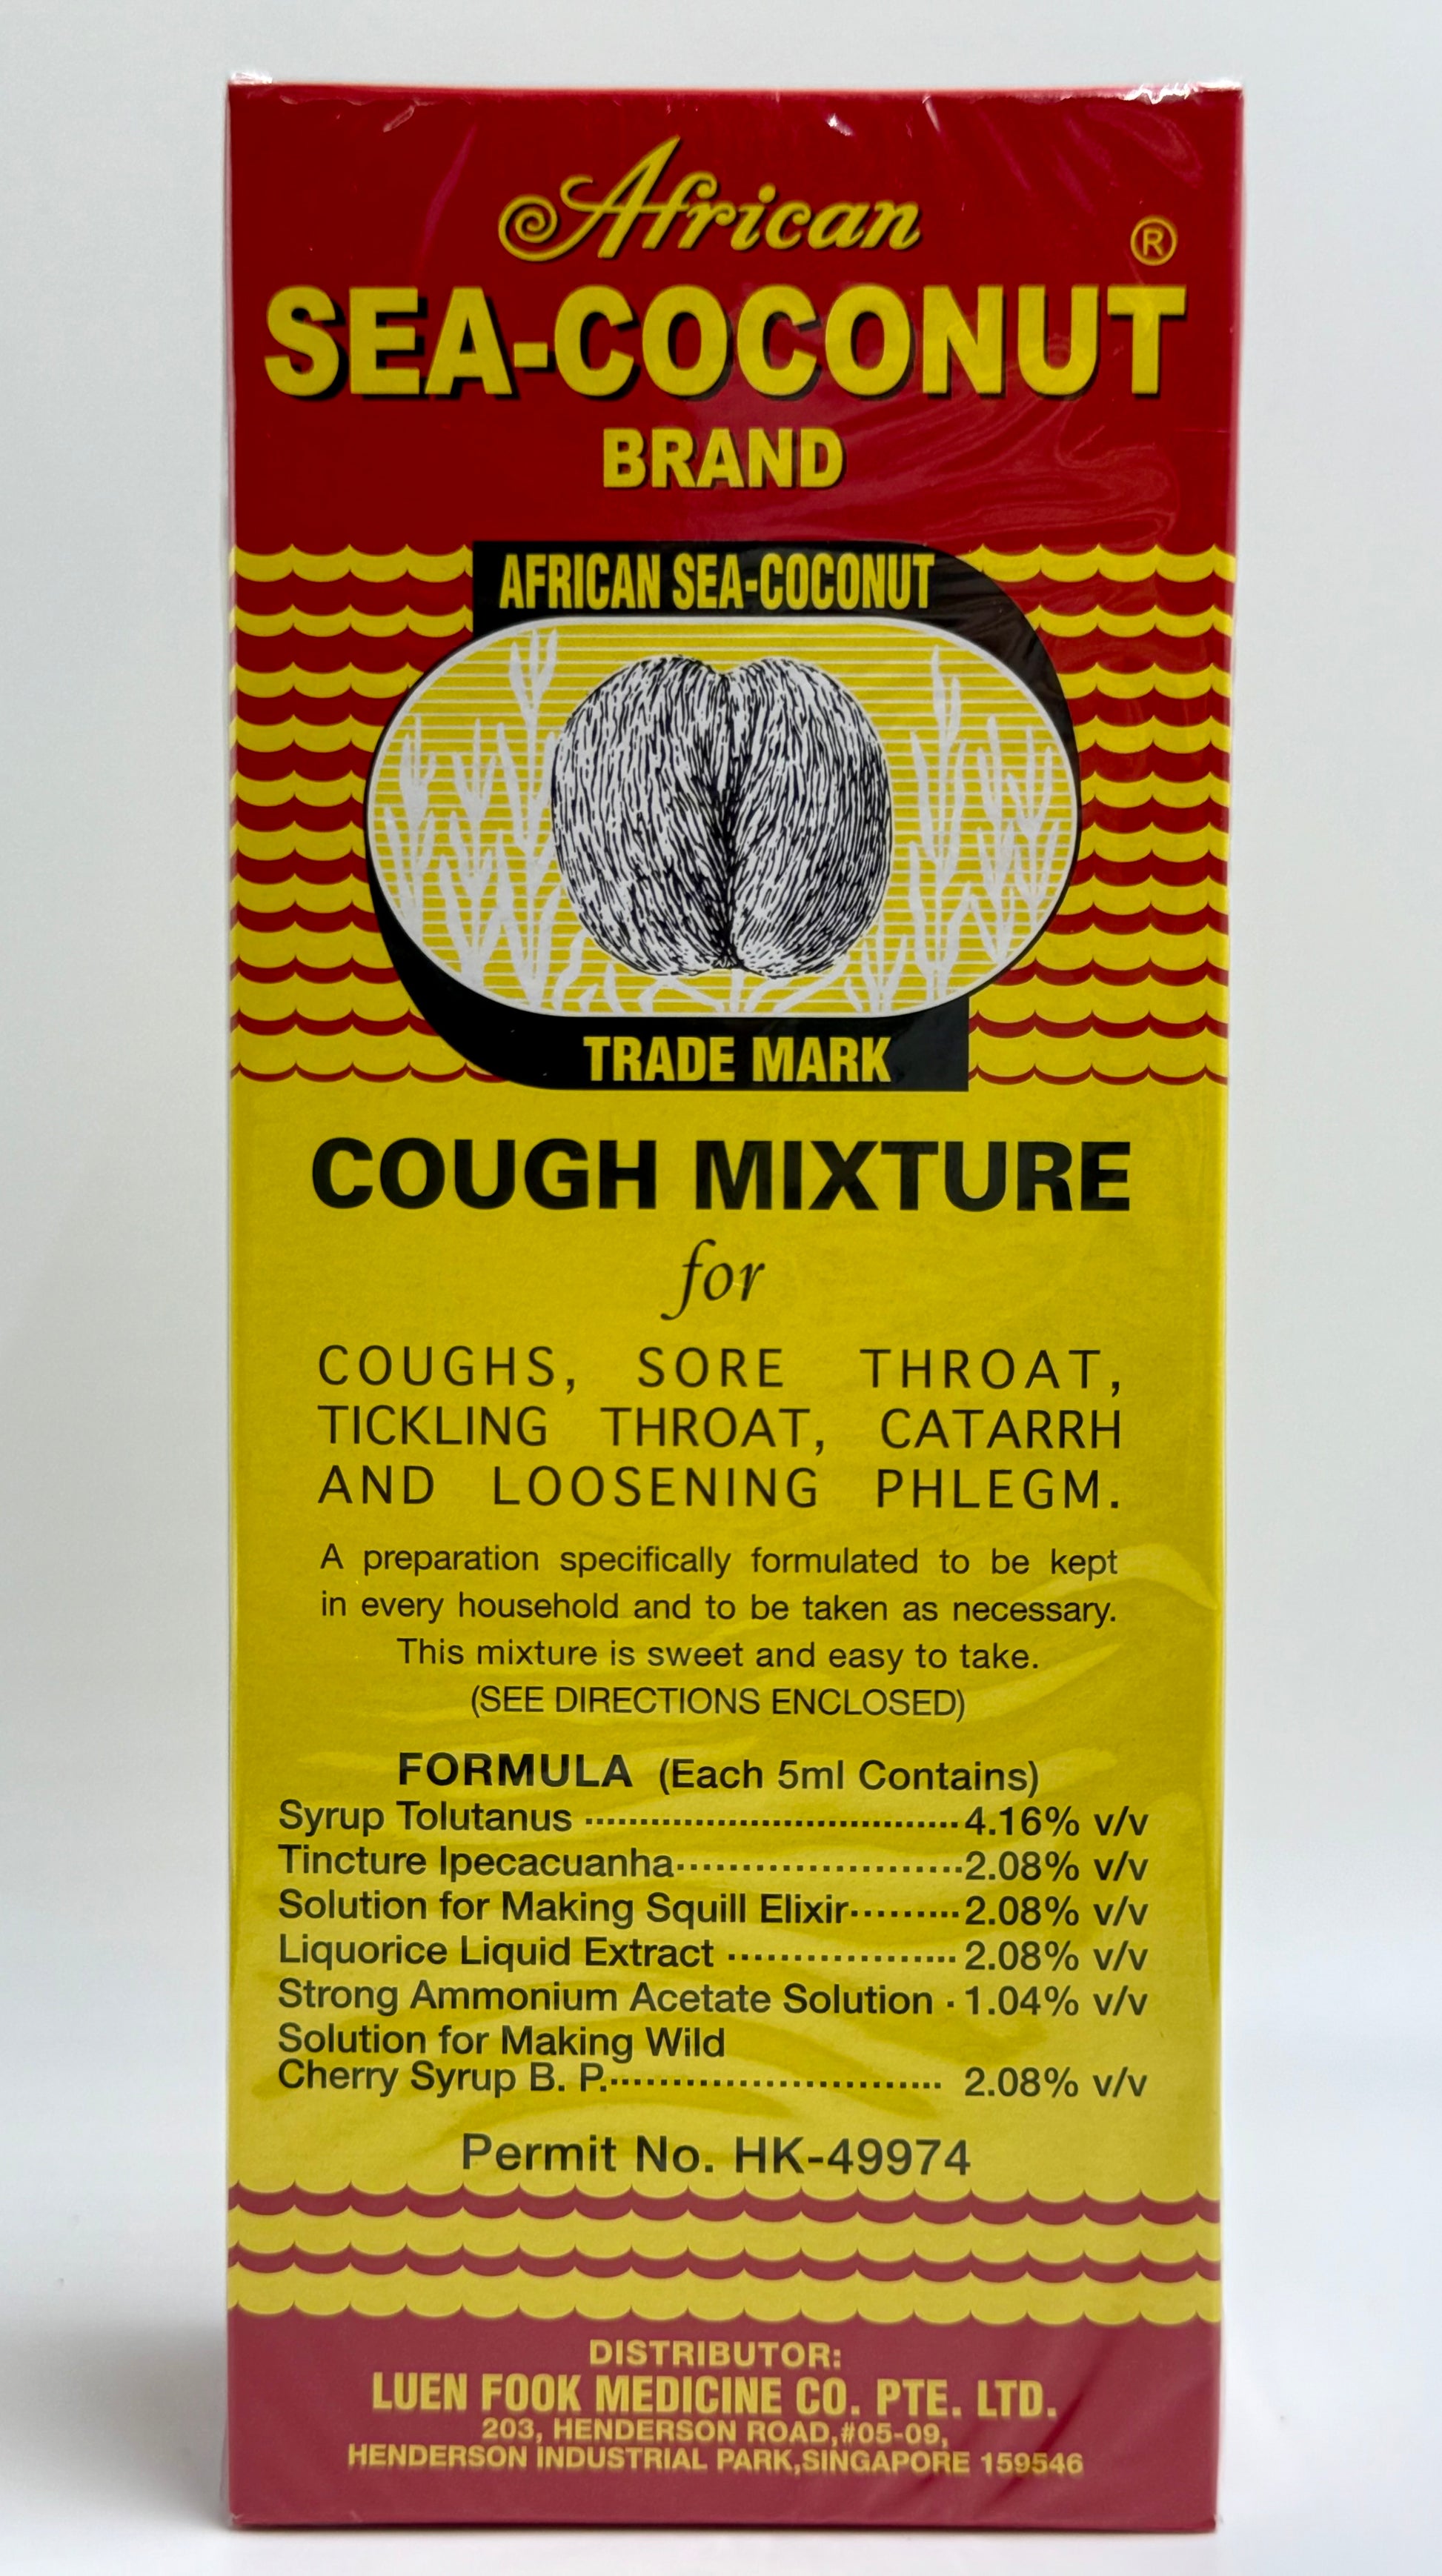 African
®
SEA-COCONUT
BRAND
AFRICAN SEA-COCONUT
TRADE MARK
COUGH MIXTURE
for
COUGHS, SORE THROAT,
TICKLING THROAT, CATARRH
AND LOOSENING PHLEGM.
A preparation specifically formulated to be kept
in every household and to be taken as necessary.
This mixture is sweet and easy to take.
(SEE DIRECTIONS ENCLOSED)
FORMULA (Each 5ml Contains)
Syrup Tolutanus ...................................4.16% v/v
Tincture Ipecacuanha......................2.08% v/v
Solution for Making Squill Elixir.........2.08% v/v
Liquorice Liquid Extract ..................2.08% v/v
Strong Ammonium Acetate Solution .1.04% v/v
Solution for Making Wild
Cherry Syrup B. P........................... 2.08% v/v
Permit No. HK-49974
DISTRIBUTOR:
LUEN FOOK MEDICINE CO. PTE. LTD.
203, HENDERSON ROAD,#05-09,
HENDERSON INDUSTRIAL PARK,SINGAPORE 159546